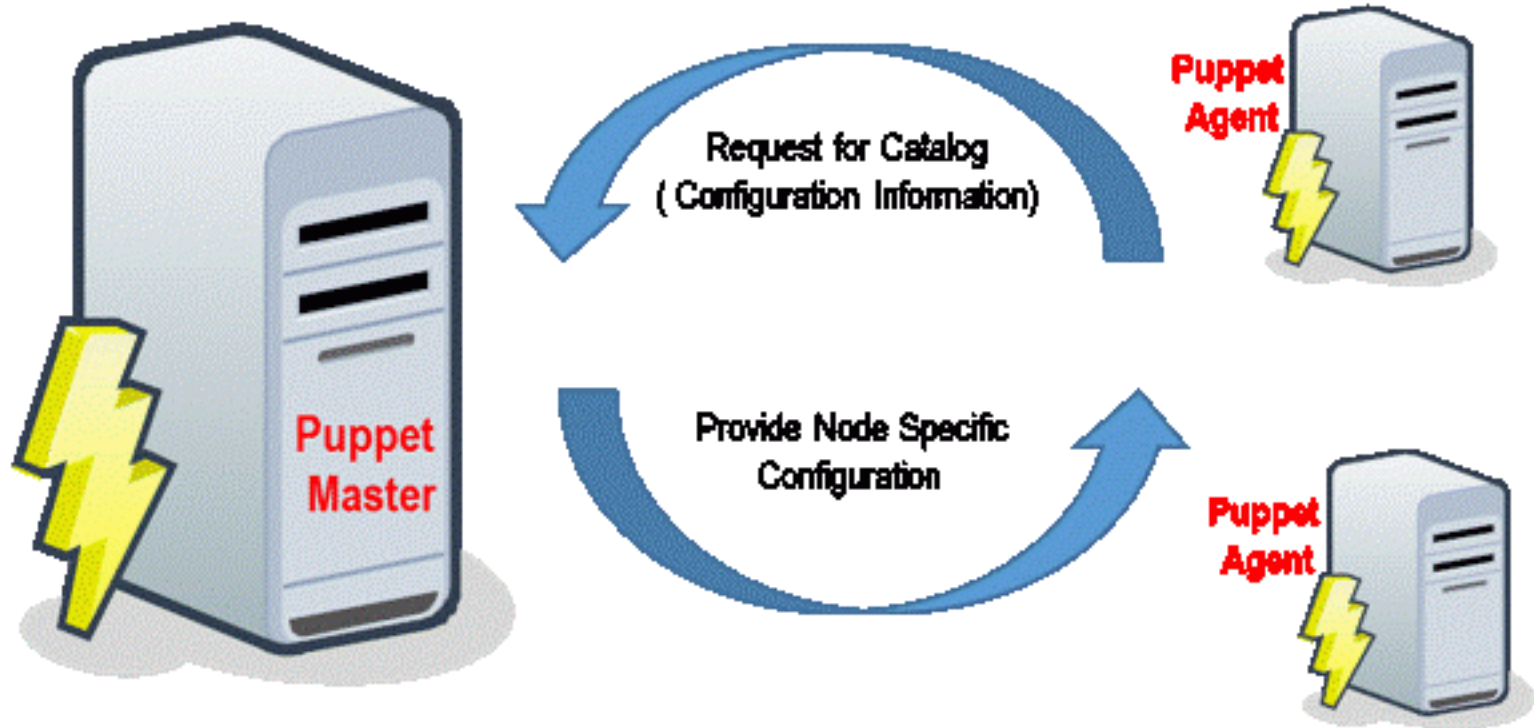 Puppet
Agent
Request for Catalog
( Configuration Information)
Puppet
Master
Provide Node Specific
Configuration
Puppet
Agent